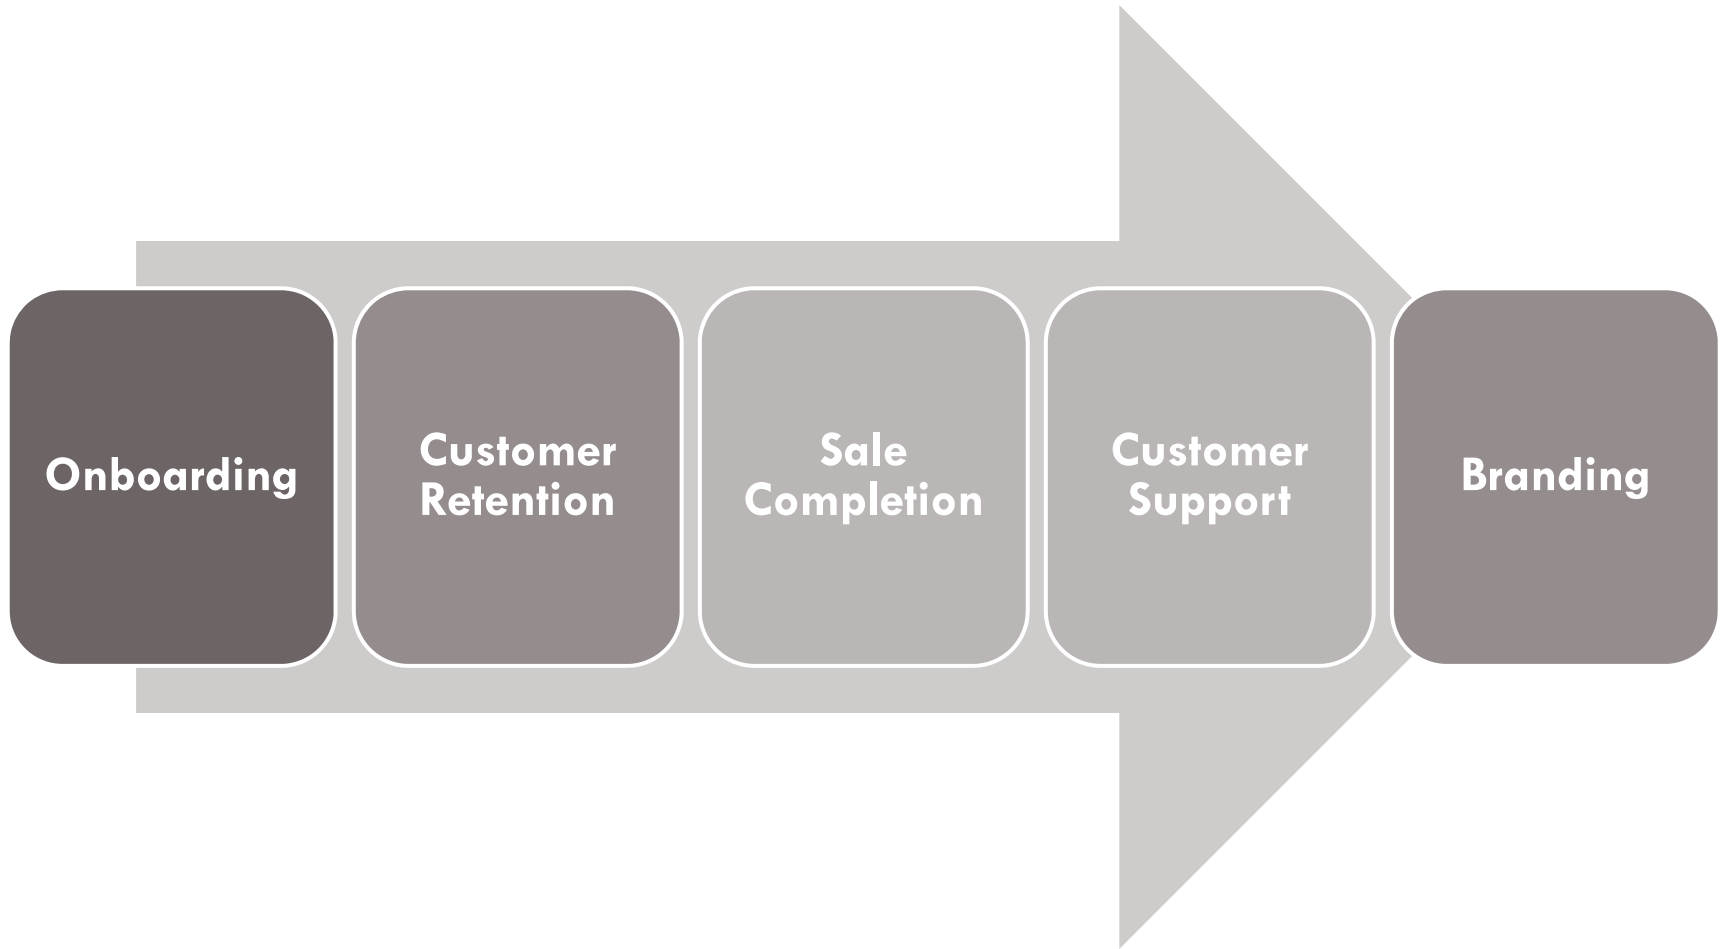 Onboarding
Customer
Retention
Sale
Completion
Customer
Support
Branding